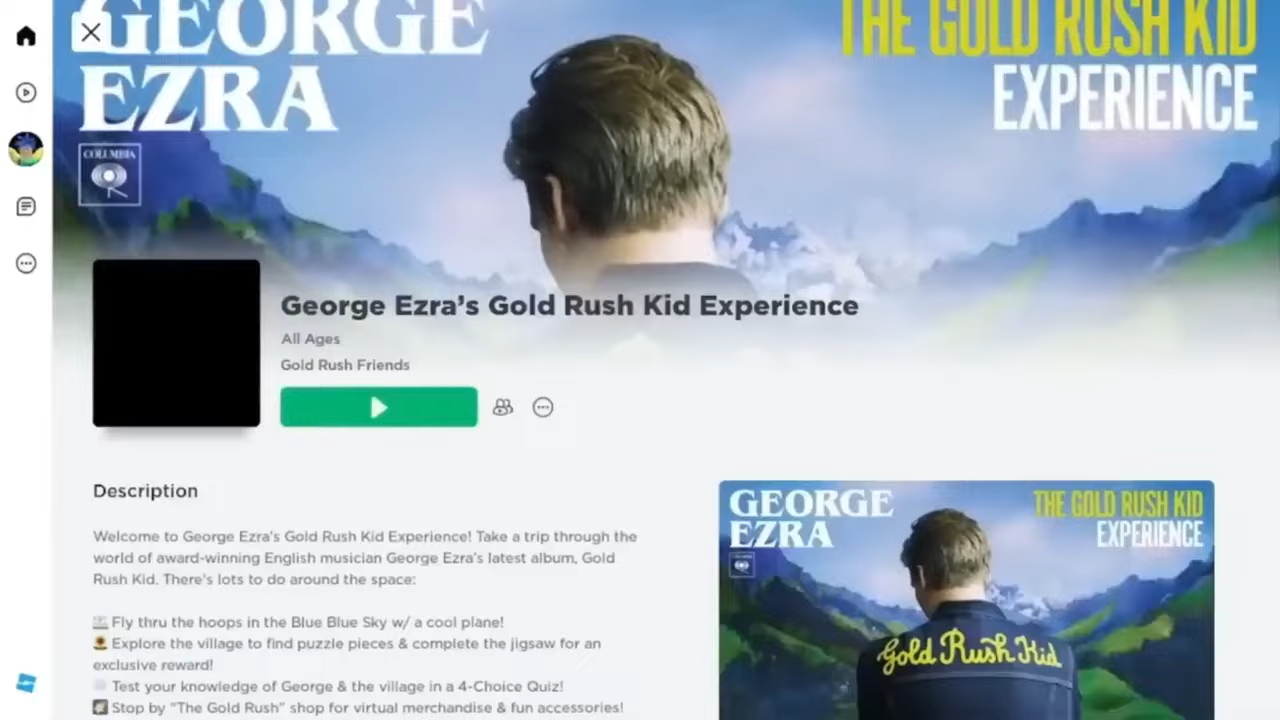 GEORGE
EZRA
THE GOLD RUSH KID
EXPERIENCE
COLUMBIA
George Ezra's Gold Rush Kid Experience
All Ages
Gold Rush Friends
Description
Welcome to George Ezra's Gold Rush Kid Experience! Take a trip through the
world of award-winning English musician George Ezra's latest album, Gold
Rush Kid. There's lots to do around the space:
Fly thru the hoops in the Blue Blue Sky w/ a cool plane!
Explore the village to find puzzle pieces & complete the jigsaw for an
exclusive reward!
Test your knowledge of George & the village in a 4-Choice Quiz!
Stop by "The Gold Rush" shop for virtual merchandise & fun accessories!
GEORGE
EZRA
THE GOLD RUSH KID
EXPERIENCE
Gold Rush Kid